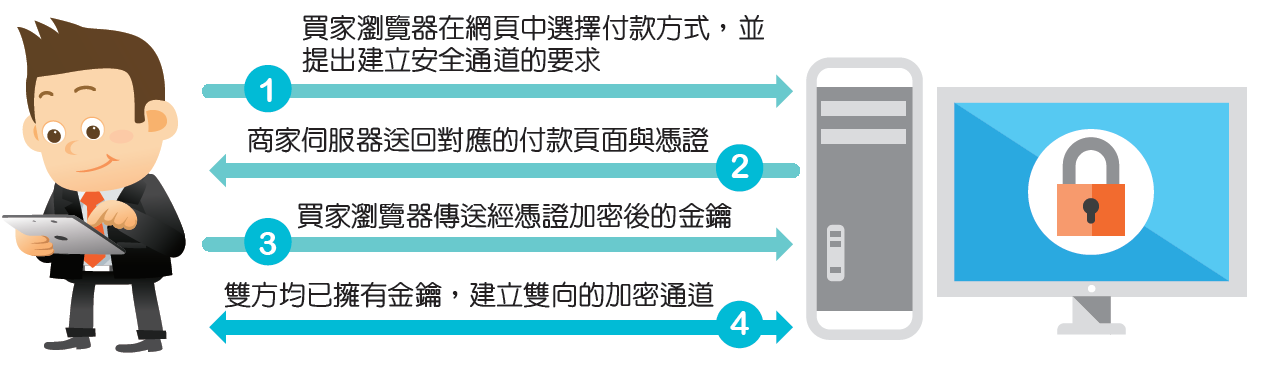 買家瀏覽器在網頁中選擇付款方式，並
提出建立安全通道的要求
1
商家伺服器送回對應的付款頁面與憑證
2
買家瀏覽器傳送經憑證加密後的金鑰
3
雙方均已擁有金鑰，建立雙向的加密通道
4